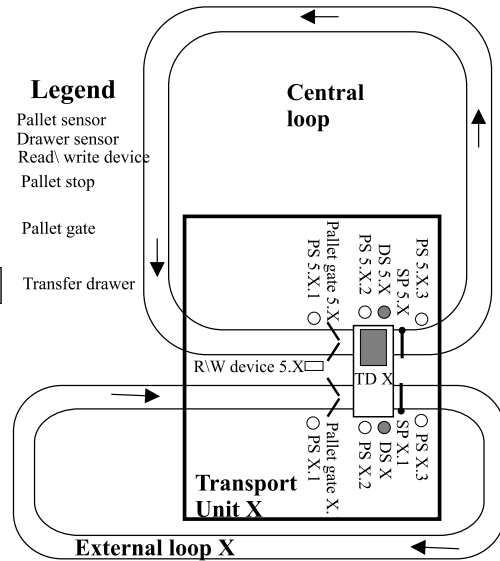 Legend
Pallet sensor
Drawer sensor
Read\ write device
Pallet stop
Pallet gate
Transfer drawer
Central
loop
PS 5.X.1
Pallet gate 5.X
PS 5.X.2
DS 5.X
SP 5.X
PS 5.X.3
R\W device 5.X
TD X
PS X.1
Pallet gate X.
PS X.2
DS X
SP X.1
PS X.3
Transport
Unit X
External loop X